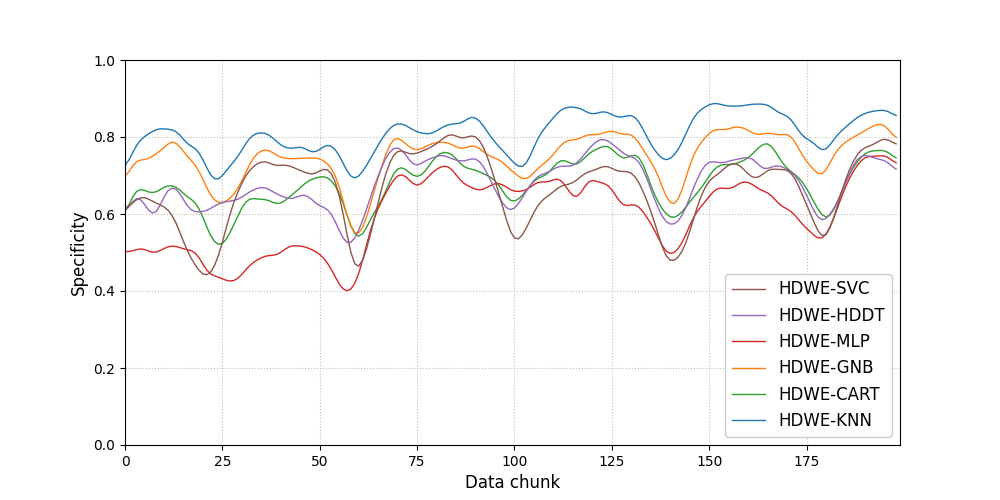 1.0
0.8
0.6
0.4
0.2
0.0
Specificity
0 25 50 75 100 125 150 175
Data chunk
HDWE-SVC
HDWE-HDDT
HDWE-MLP
HDWE-GNB
HDWE-CART
HDWE-KNN